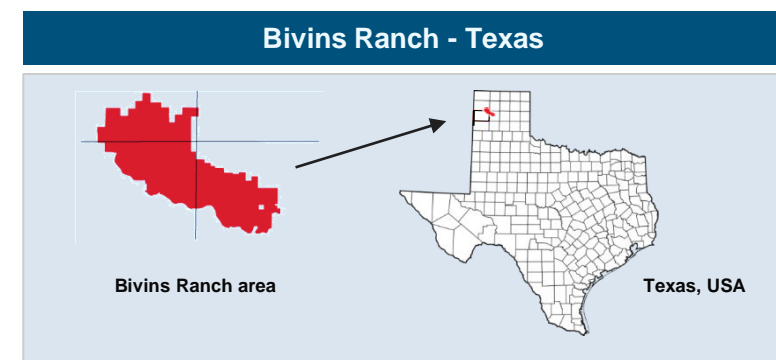 Bivins Ranch - Texas
Bivins Ranch area
Texas, USA